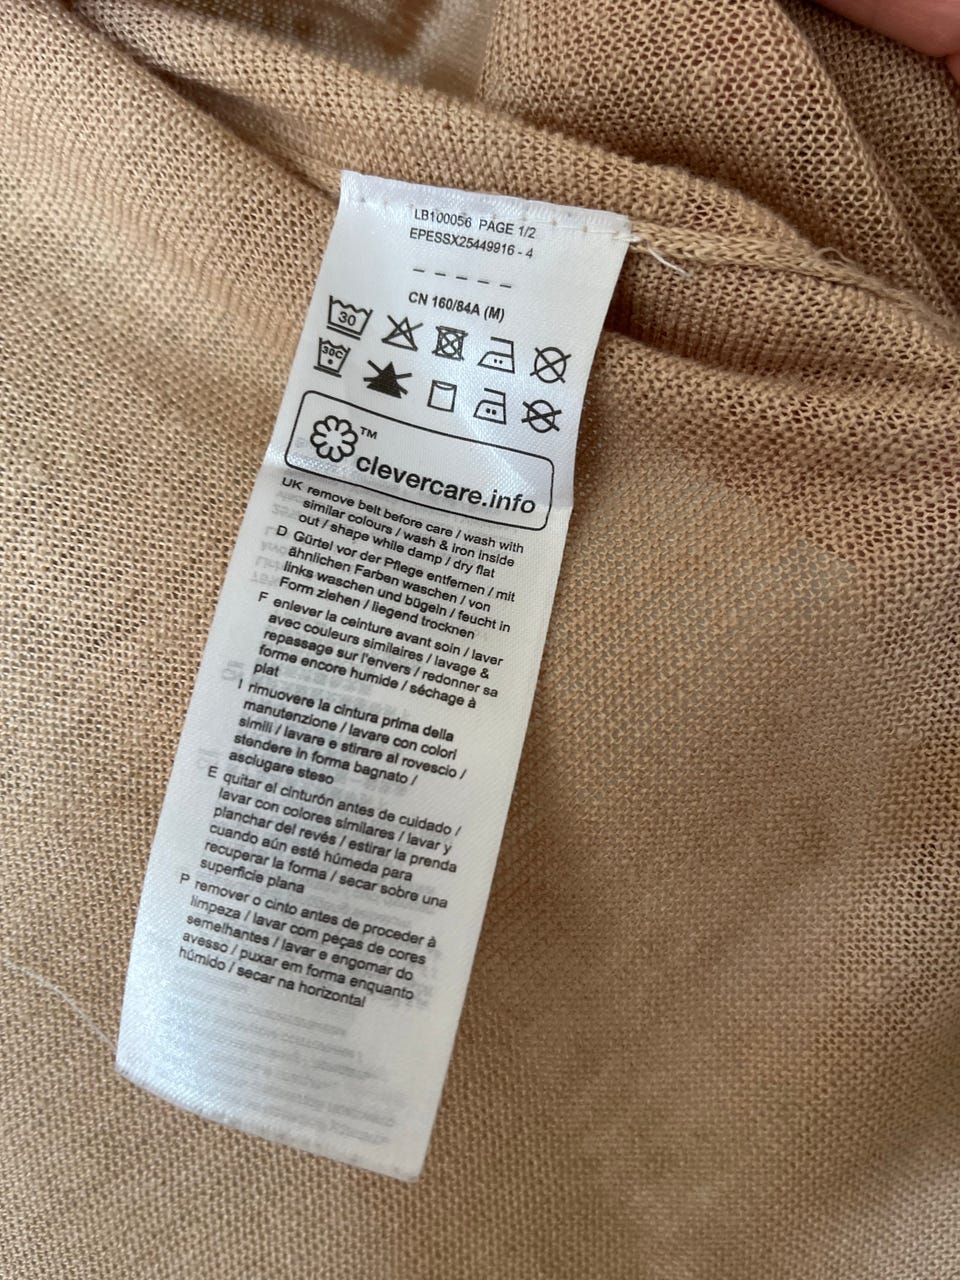 LB100056 PAGE 1/2
EPESSX25449916 - 4
- - - - -
CN 160/84A (M)
30
30C
™
clevercare.info
UK remove belt before care / wash with
similar colours / wash & iron inside
out / shape while damp / dry flat
D Gürtel vor der Pflege entfernen / mit
ähnlichen Farben waschen / von
links waschen und bügeln / feucht in
Form ziehen / liegend trocknen
F enlever la ceinture avant soin / laver
avec couleurs similaires / lavage &
repassage sur l'envers / redonner sa
forme encore humide / séchage à
plat
I rimuovere la cintura prima della
manutenzione / lavare con colori
simili / lavare e stirare al rovescio /
stendere in forma bagnato /
asciugare steso
E quitar el cinturón antes de cuidado /
lavar con colores similares / lavar y
planchar del revés / estirar la prenda
cuando aún esté húmeda para
recuperar la forma / secar sobre una
superficie plana
P remover o cinto antes de proceder à
limpeza / lavar com peças de cores
semelhantes / lavar e engomar do
avesso / puxar em forma enquanto
húmido / secar na horizontal